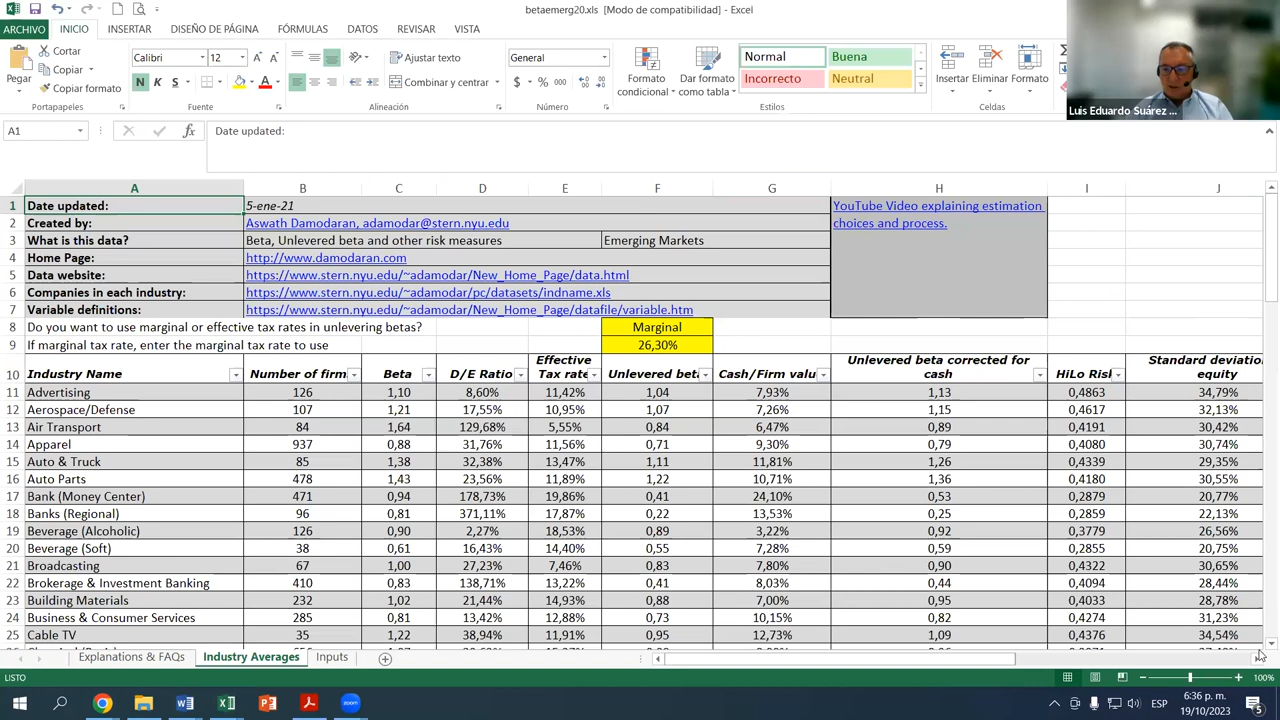 betaemerg20.xls [Modo de compatibilidad] - Excel
ARCHIVO INICIO INSERTAR DISEÑO DE PÁGINA FÓRMULAS DATOS REVISAR VISTA
Pegar
Cortar
Copiar
Copiar formato
Portapapeles
Calibri 12
N K S
Fuente
Ajustar texto
Combinar y centrar
Alineación
General
$ % 000
Número
Formato condicional
Dar formato como tabla
Normal Buena
Incorrecto Neutral
Estilos
Insertar Eliminar Formato
Celdas
Luis Eduardo Suárez ...
A1 fx Date updated:
A B C D E F G H I J
1 Date updated: 5-ene-21 YouTube Video explaining estimation
2 Created by: Aswath Damodaran, adamodar@stern.nyu.edu choices and process.
3 What is this data? Beta, Unlevered beta and other risk measures Emerging Markets
4 Home Page: http://www.damodaran.com
5 Data website: https://www.stern.nyu.edu/~adamodar/New_Home_Page/data.html
6 Companies in each industry: https://www.stern.nyu.edu/~adamodar/pc/datasets/indname.xls
7 Variable definitions: https://www.stern.nyu.edu/~adamodar/New_Home_Page/datafile/variable.htm
8 Do you want to use marginal or effective tax rates in unlevering betas? Marginal
9 If marginal tax rate, enter the marginal tax rate to use 26,30%
10 Industry Name Number of firm Beta D/E Ratio Effective Tax rate Unlevered beta Cash/Firm valu Unlevered beta corrected for cash HiLo Risk Standard deviatio equity
11 Advertising 126 1,10 8,60% 11,42% 1,04 7,93% 1,13 0,4863 34,79%
12 Aerospace/Defense 107 1,21 17,55% 10,95% 1,07 7,26% 1,15 0,4617 32,13%
13 Air Transport 84 1,64 129,68% 5,55% 0,84 6,47% 0,89 0,4191 30,42%
14 Apparel 937 0,88 31,76% 11,56% 0,71 9,30% 0,79 0,4080 30,74%
15 Auto & Truck 85 1,38 32,38% 13,47% 1,11 11,81% 1,26 0,4339 29,35%
16 Auto Parts 478 1,43 23,56% 11,89% 1,22 10,71% 1,36 0,4180 30,55%
17 Bank (Money Center) 471 0,94 178,73% 19,86% 0,41 24,10% 0,53 0,2879 20,77%
18 Banks (Regional) 96 0,81 371,11% 17,87% 0,22 13,53% 0,25 0,2859 22,13%
19 Beverage (Alcoholic) 126 0,90 2,27% 18,53% 0,89 3,22% 0,92 0,3779 26,56%
20 Beverage (Soft) 38 0,61 16,43% 14,40% 0,55 7,28% 0,59 0,2855 20,75%
21 Broadcasting 67 1,00 27,23% 7,46% 0,83 7,80% 0,90 0,4322 30,65%
22 Brokerage & Investment Banking 410 0,83 138,71% 13,22% 0,41 8,03% 0,44 0,4094 28,44%
23 Building Materials 232 1,02 21,44% 14,93% 0,88 7,00% 0,95 0,4033 28,78%
24 Business & Consumer Services 285 0,81 13,42% 12,88% 0,73 10,15% 0,82 0,4274 31,23%
25 Cable TV 35 1,22 38,94% 11,91% 0,95 12,73% 1,09 0,4376 34,54%
Explanations & FAQs Industry Averages Inputs
LISTO 100%
ESP
6:36 p. m.
19/10/2023
5